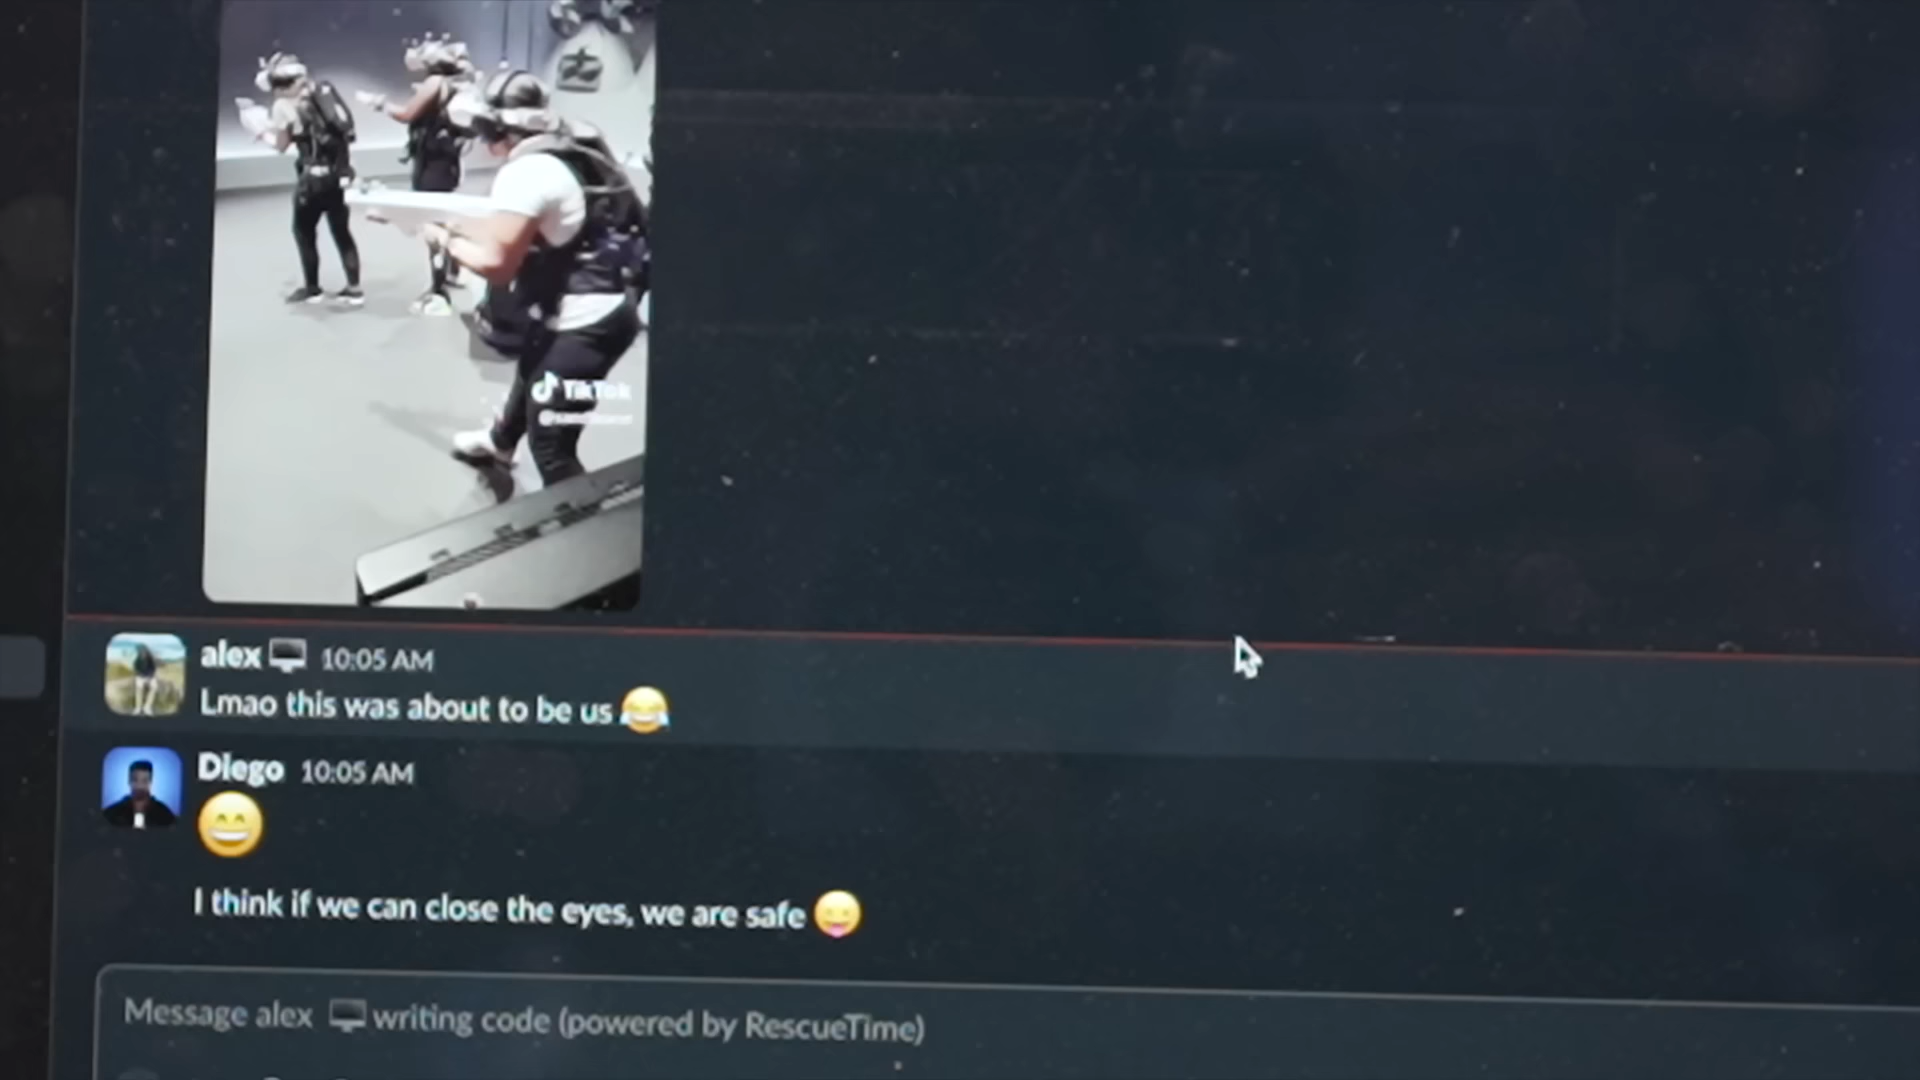 TikTok
alex 10:05 AM
Lmao this was about to be us 😂
Diego 10:05 AM
😄
I think if we can close the eyes, we are safe 😛
Message alex 🖥️ writing code (powered by RescueTime)